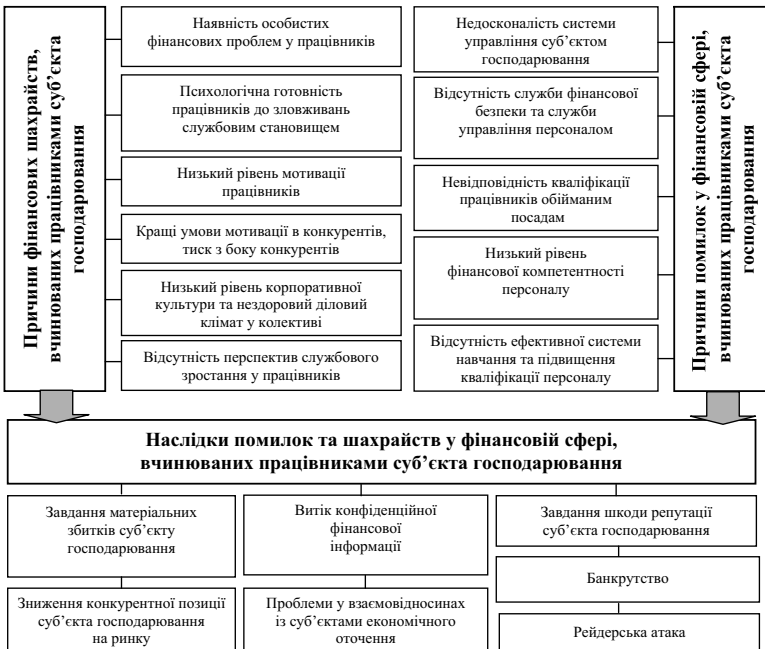 Причини фінансових шахрайств,
вчинюваних працівниками суб’єкта
господарювання
Наявність особистих
фінансових проблем у працівників
Психологічна готовність
працівників до зловживань
службовим становищем
Низький рівень мотивації
працівників
Кращі умови мотивації в конкурентів,
тиск з боку конкурентів
Низький рівень корпоративної
культури та нездоровий діловий
клімат у колективі
Відсутність перспектив службового
зростання у працівників
Недосконалість системи
управління суб’єктом
господарювання
Відсутність служби фінансової
безпеки та служби
управління персоналом
Невідповідність кваліфікації
працівників обійманим
посадам
Низький рівень
фінансової компетентності
персоналу
Відсутність ефективної системи
навчання та підвищення
кваліфікації персоналу
Причини помилок у фінансовій сфері,
вчинюваних працівниками суб’єкта
господарювання
Наслідки помилок та шахрайств у фінансовій сфері,
вчинюваних працівниками суб’єкта господарювання
Завдання матеріальних
збитків суб’єкту
господарювання
Зниження конкурентної позиції
суб’єкта господарювання
на ринку
Витік конфіденційної
фінансової
інформації
Проблеми у взаємовідносинах
із суб’єктами економічного
оточення
Завдання шкоди репутації
суб’єкта господарювання
Банкрутство
Рейдерська атака